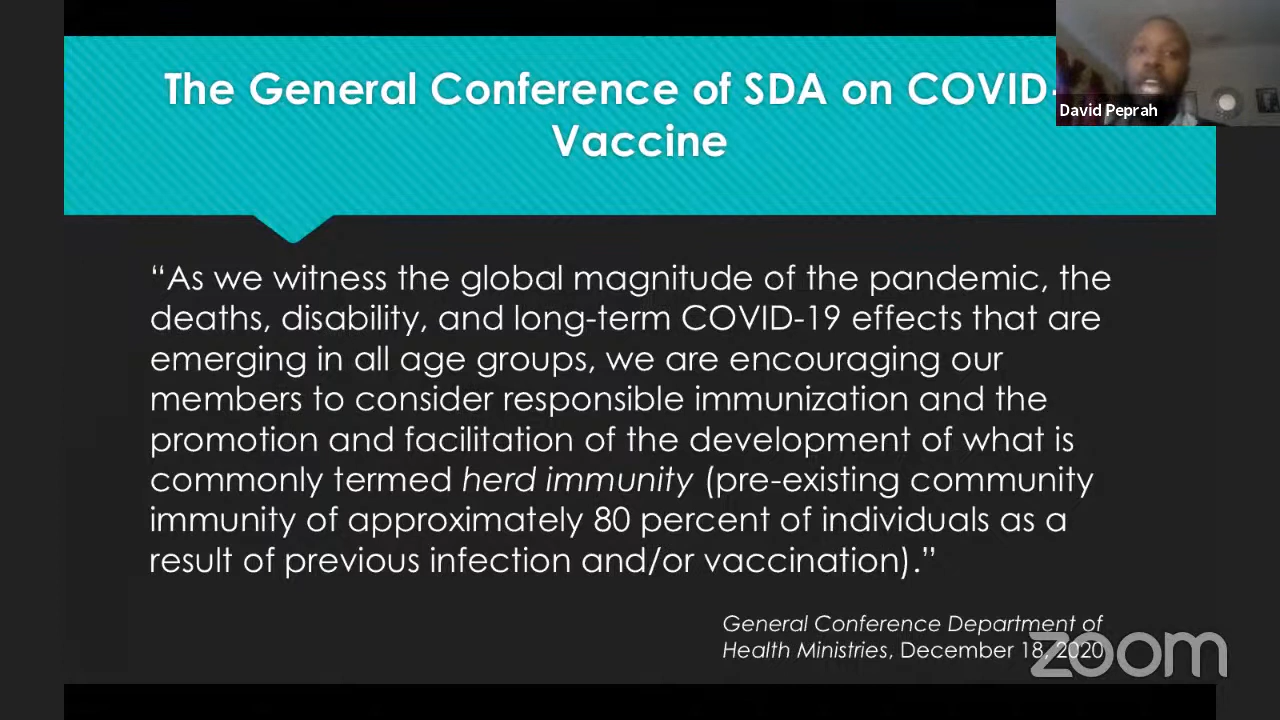 The General Conference of SDA on COVID-
Vaccine
David Peprah
“As we witness the global magnitude of the pandemic, the
deaths, disability, and long-term COVID-19 effects that are
emerging in all age groups, we are encouraging our
members to consider responsible immunization and the
promotion and facilitation of the development of what is
commonly termed herd immunity (pre-existing community
immunity of approximately 80 percent of individuals as a
result of previous infection and/or vaccination).”
General Conference Department of
Health Ministries, December 18, 2020
zoom